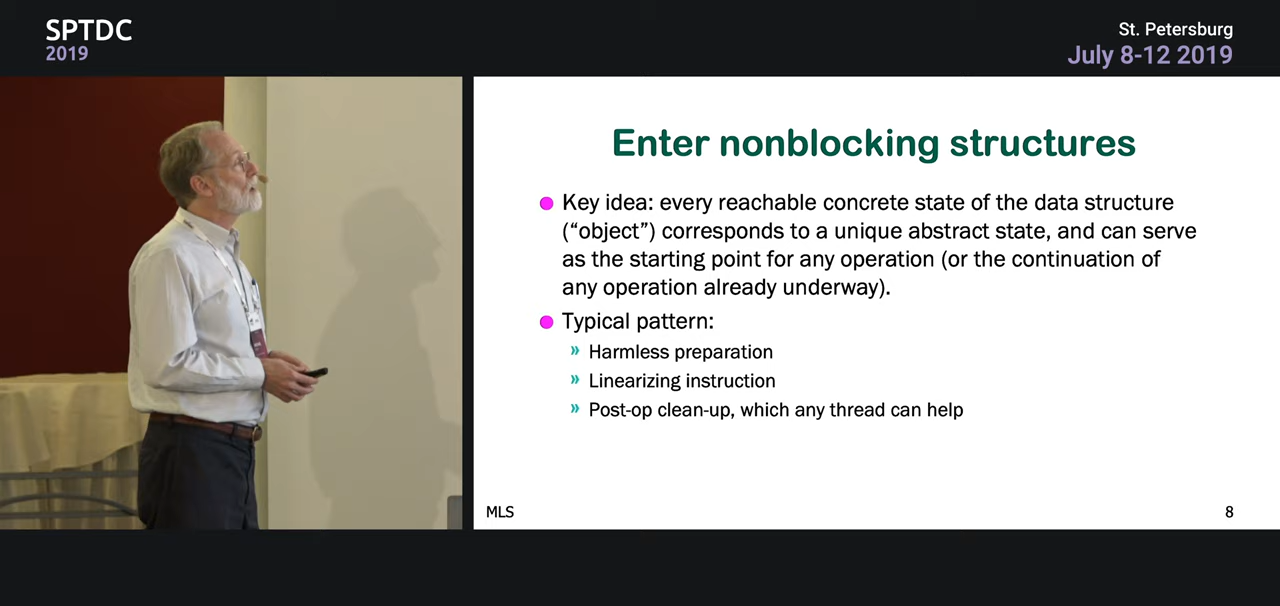 SPTDC
2019
St. Petersburg
July 8-12 2019
Enter nonblocking structures
Key idea: every reachable concrete state of the data structure
(“object”) corresponds to a unique abstract state, and can serve
as the starting point for any operation (or the continuation of
any operation already underway).
Typical pattern:
» Harmless preparation
» Linearizing instruction
» Post-op clean-up, which any thread can help
MLS
8